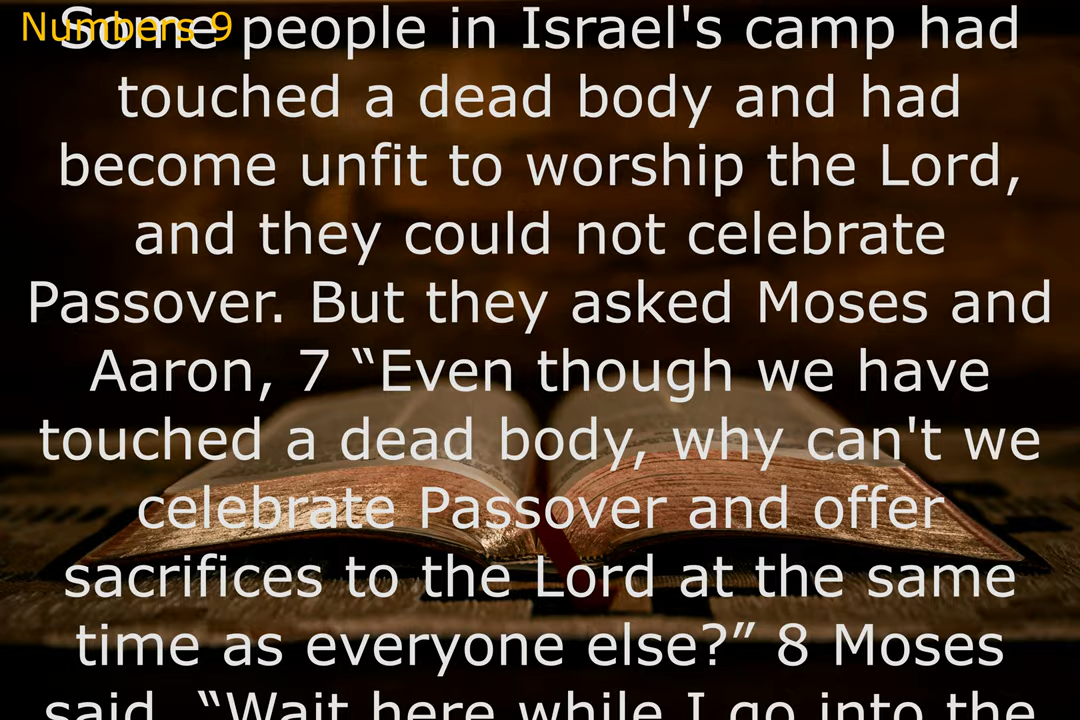 Numbers 9
Some people in Israel's camp had
touched a dead body and had
become unfit to worship the Lord,
and they could not celebrate
Passover. But they asked Moses and
Aaron, 7 “Even though we have
touched a dead body, why can't we
celebrate Passover and offer
sacrifices to the Lord at the same
time as everyone else?” 8 Moses
said, “Wait here while I go into the